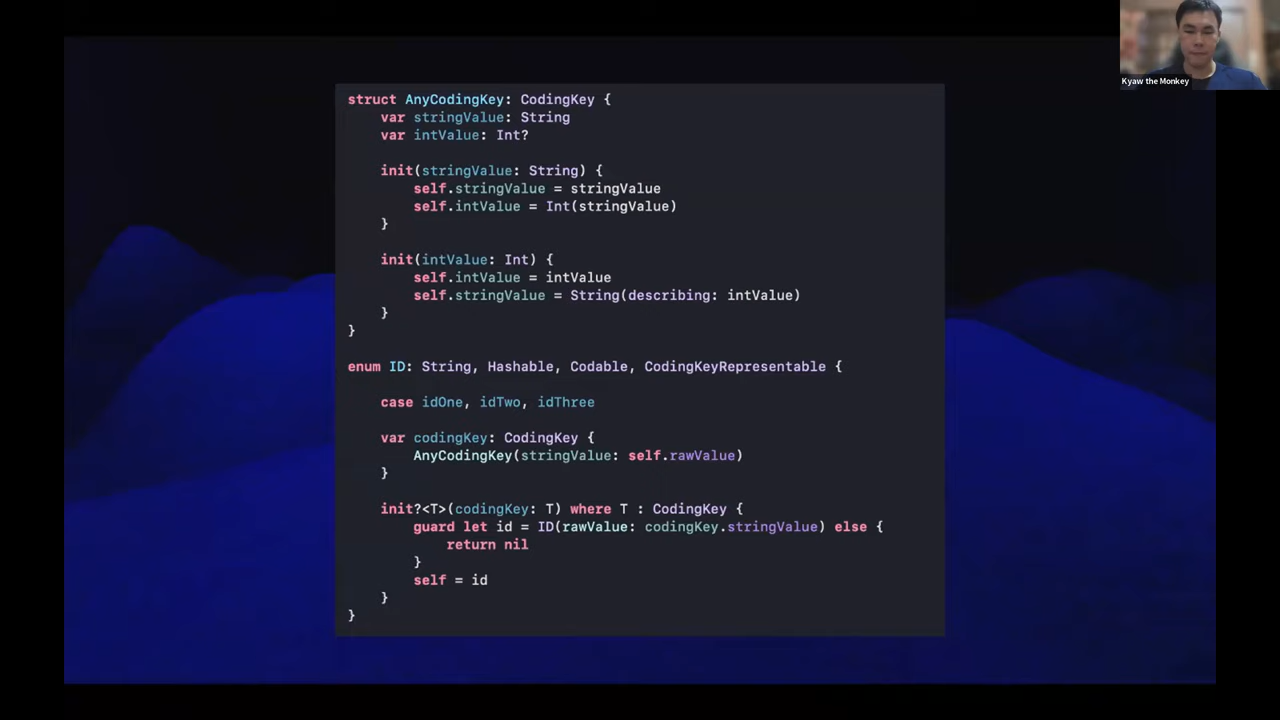 Kyaw the Monkey
struct AnyCodingKey: CodingKey {
    var stringValue: String
    var intValue: Int?

    init(stringValue: String) {
        self.stringValue = stringValue
        self.intValue = Int(stringValue)
    }

    init(intValue: Int) {
        self.intValue = intValue
        self.stringValue = String(describing: intValue)
    }
}

enum ID: String, Hashable, Codable, CodingKeyRepresentable {

    case idOne, idTwo, idThree

    var codingKey: CodingKey {
        AnyCodingKey(stringValue: self.rawValue)
    }

    init?<T>(codingKey: T) where T : CodingKey {
        guard let id = ID(rawValue: codingKey.stringValue) else {
            return nil
        }
        self = id
    }
}